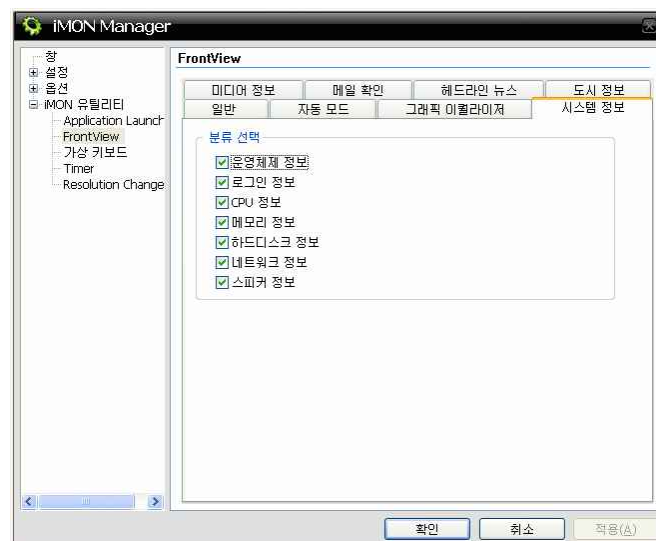 iMON Manager
창
설정
옵션
iMON 유틸리티
Application Launch
FrontView
가상 키보드
Timer
Resolution Change
FrontView
미디어 정보
메일 확인
헤드라인 뉴스
도시 정보
일반
자동 모드
그래픽 이퀄라이저
시스템 정보
분류 선택
운영체제 정보
로그인 정보
CPU 정보
메모리 정보
하드디스크 정보
네트워크 정보
스피커 정보
확인
취소
적용(A)